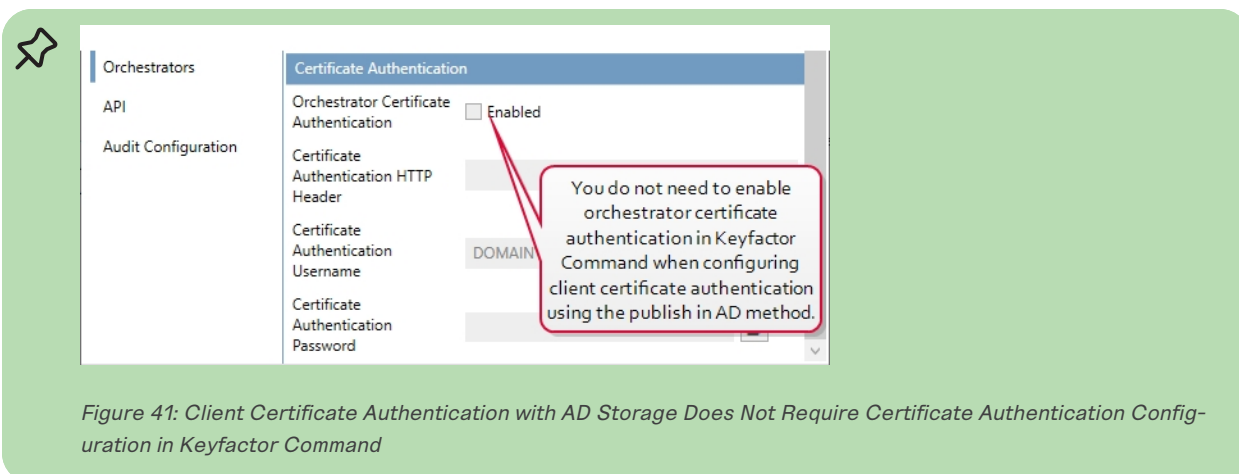 Orchestrators
API
Audit Configuration
Certificate Authentication
Orchestrator Certificate
Authentication
Enabled
Certificate
Authentication HTTP
Header
Certificate
Authentication
Username
DOMAIN
Certificate
Authentication
Password
You do not need to enable
orchestrator certificate
authentication in Keyfactor
Command when configuring
client certificate authentication
using the publish in AD method.
Figure 41: Client Certificate Authentication with AD Storage Does Not Require Certificate Authentication Config-
uration in Keyfactor Command